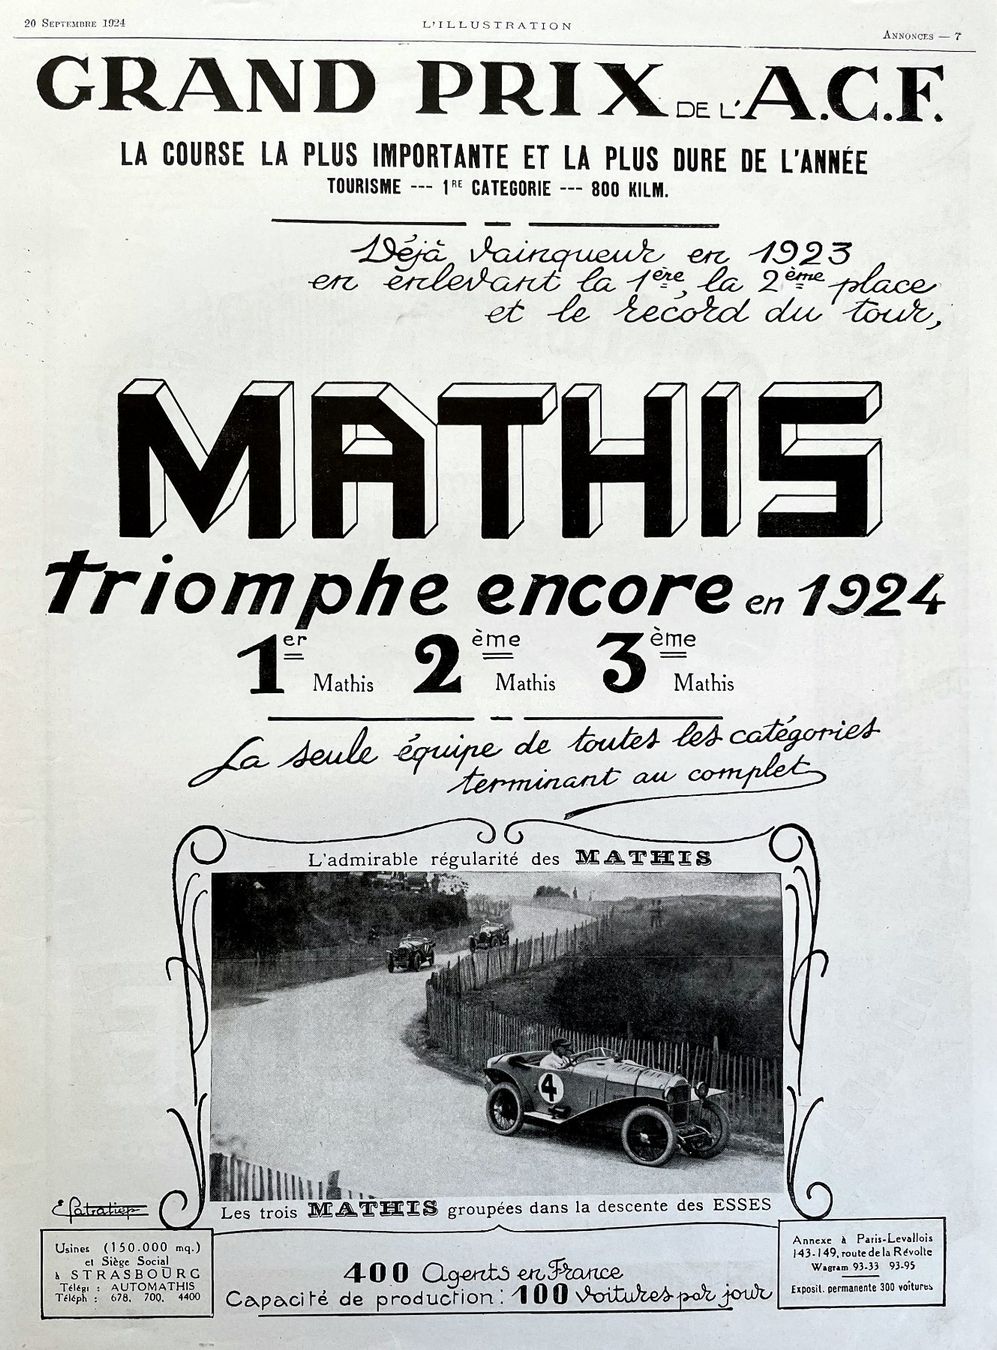 20 Septembre 1924
L'ILLUSTRATION
Annonces — 7
GRAND PRIX DE L'A.C.F.
LA COURSE LA PLUS IMPORTANTE ET LA PLUS DURE DE L'ANNÉE
TOURISME --- 1RE CATEGORIE --- 800 KILM.
Déjà vainqueur en 1923
en enlevant la 1ère, la 2ème place
et le record du tour,
MATHIS
triomphe encore en 1924
1er Mathis 2ème Mathis 3ème Mathis
La seule équipe de toutes les catégories
terminant au complet
L'admirable régularité des MATHIS
4
Les trois MATHIS groupées dans la descente des ESSES
Usines (150.000 mq.)
et Siège Social
à STRASBOURG
Télégr : AUTOMATHIS
Téléph : 678, 700, 4400
400 Agents en France
Capacité de production : 100 voitures par jour
Annexe à Paris-Levallois
143-149, route de la Révolte
Wagram 93-33 93-95
Exposit. permanente 300 voitures